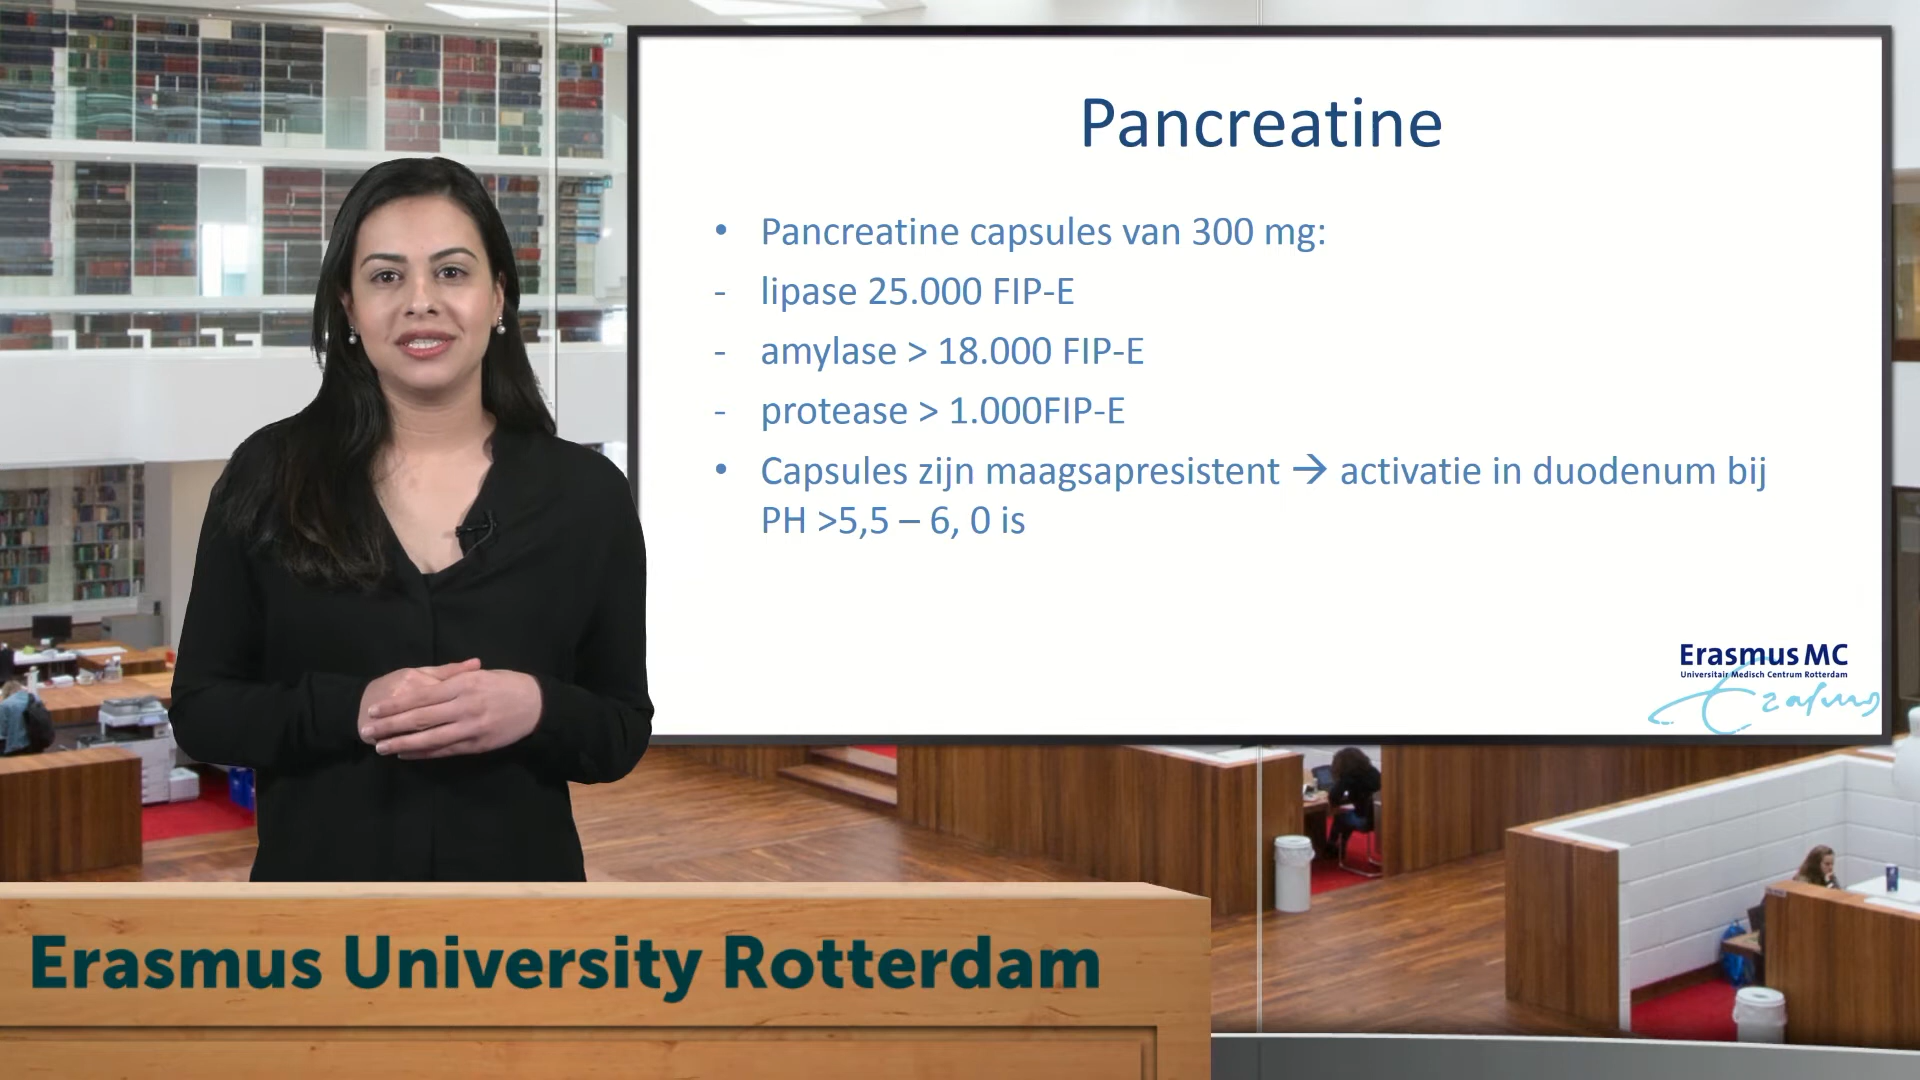 Pancreatine
• Pancreatine capsules van 300 mg:
- lipase 25.000 FIP-E
- amylase > 18.000 FIP-E
- protease > 1.000FIP-E
• Capsules zijn maagsapresistent → activatie in duodenum bij
PH >5,5 – 6, 0 is
Erasmus MC
Universitair Medisch Centrum Rotterdam
Erasmus
Erasmus University Rotterdam